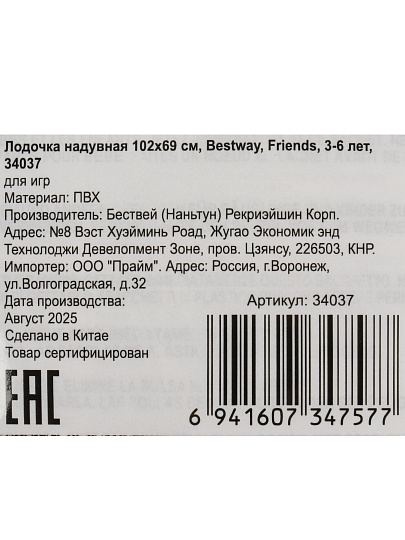 Лодочка надувная 102х69 см, Bestway, Friends, 3-6 лет,
34037
для игр
Материал: ПВХ
Производитель: Бествей (Наньтун) Рекриэйшин Корп.
Адрес: №8 Вэст Хуэйминь Роад, Жугао Экономик энд
Технолоджи Девелопмент Зоне, пров. Цзянсу, 226503, КНР.
Импортер: ООО "Прайм". Адрес: Россия, г.Воронеж,
ул.Волгоградская, д.32
Дата производства:
Артикул: 34037
Август 2025
Сделано в Китае
Товар сертифицирован
EAC
6 941607 347577